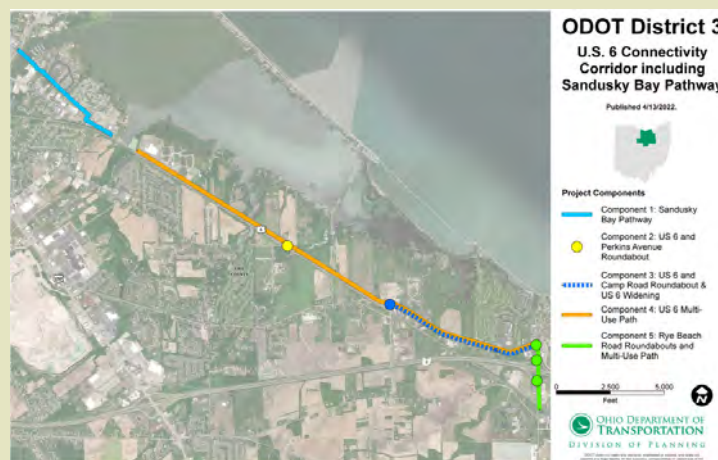 ODOT District 3
U.S. 6 Connectivity
Corridor including
Sandusky Bay Pathway
Published 4/13/2022.
Project Components
Component 1: Sandusky
Bay Pathway
Component 2: US 6 and
Perkins Avenue
Roundabout
Component 3: US 6 and
Camp Road Roundabout &
US 6 Widening
Component 4: US 6 Multi-
Use Path
Component 5: Rye Beach
Road Roundabouts and
Multi-Use Path
0 2,500 5,000
Feet
N
OHIO DEPARTMENT OF
TRANSPORTATION
DIVISION OF PLANNING